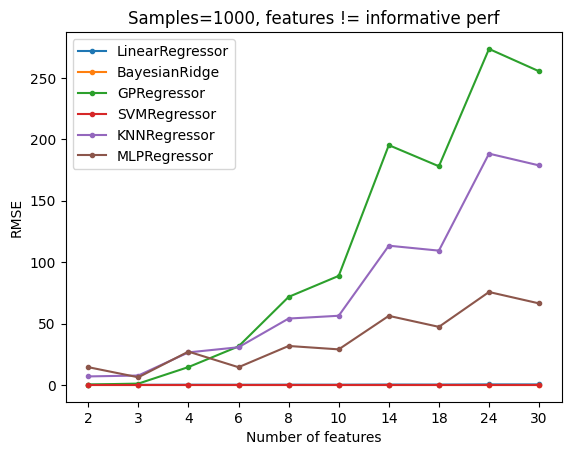 Samples=1000, features != informative perf
LinearRegressor
BayesianRidge
GPRegressor
SVMRegressor
KNNRegressor
MLPRegressor
250
200
150
100
50
0
RMSE
2 3 4 6 8 10 14 18 24 30
Number of features